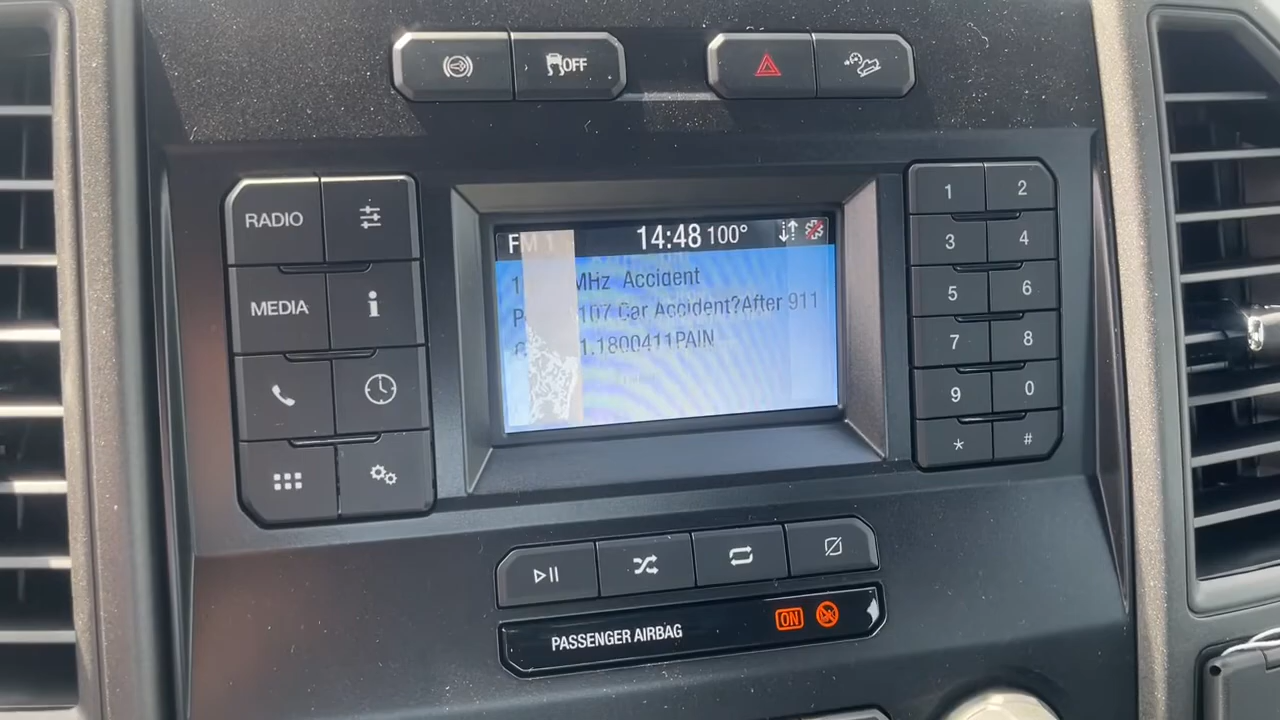 OFF
RADIO
MEDIA
FM 1 14:48 100°
MHz Accident
107 Car Accident?After 911
1.1800411PAIN
1 2
3 4
5 6
7 8
9 0
* #
PASSENGER AIRBAG ON